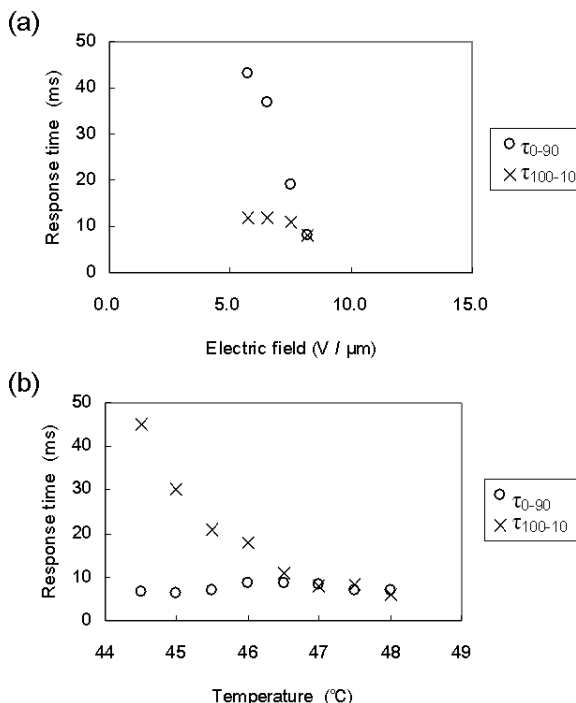 (a)
50
40
30
20
10
0
Response time (ms)
0.0 5.0 10.0 15.0
Electric field (V / µm)
τ0-90
τ100-10
(b)
50
40
30
20
10
0
Response time (ms)
44 45 46 47 48 49
Temperature (℃)
τ0-90
τ100-10